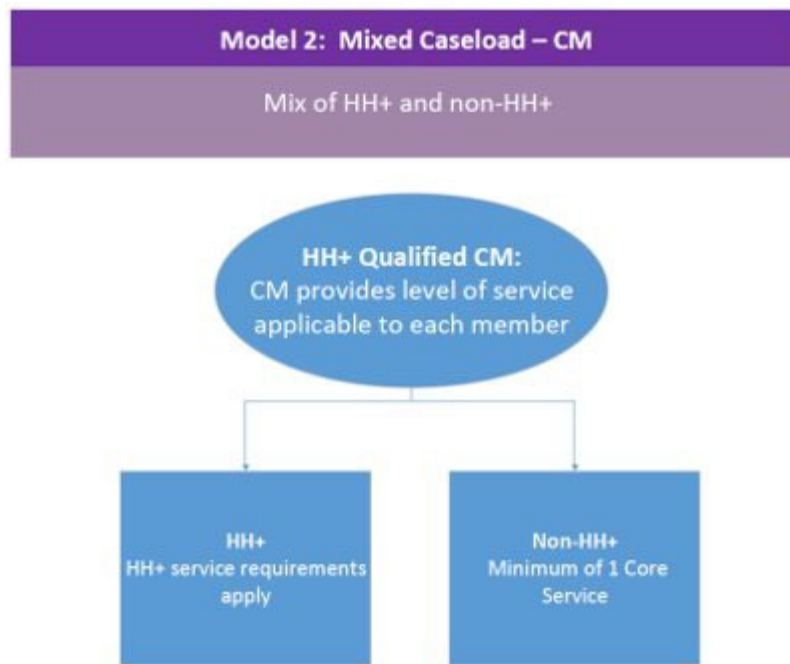 Model 2:  Mixed Caseload – CM
Mix of HH+ and non-HH+
HH+ Qualified CM:
CM provides level of service
applicable to each member
HH+
HH+ service requirements
apply
Non-HH+
Minimum of 1 Core
Service